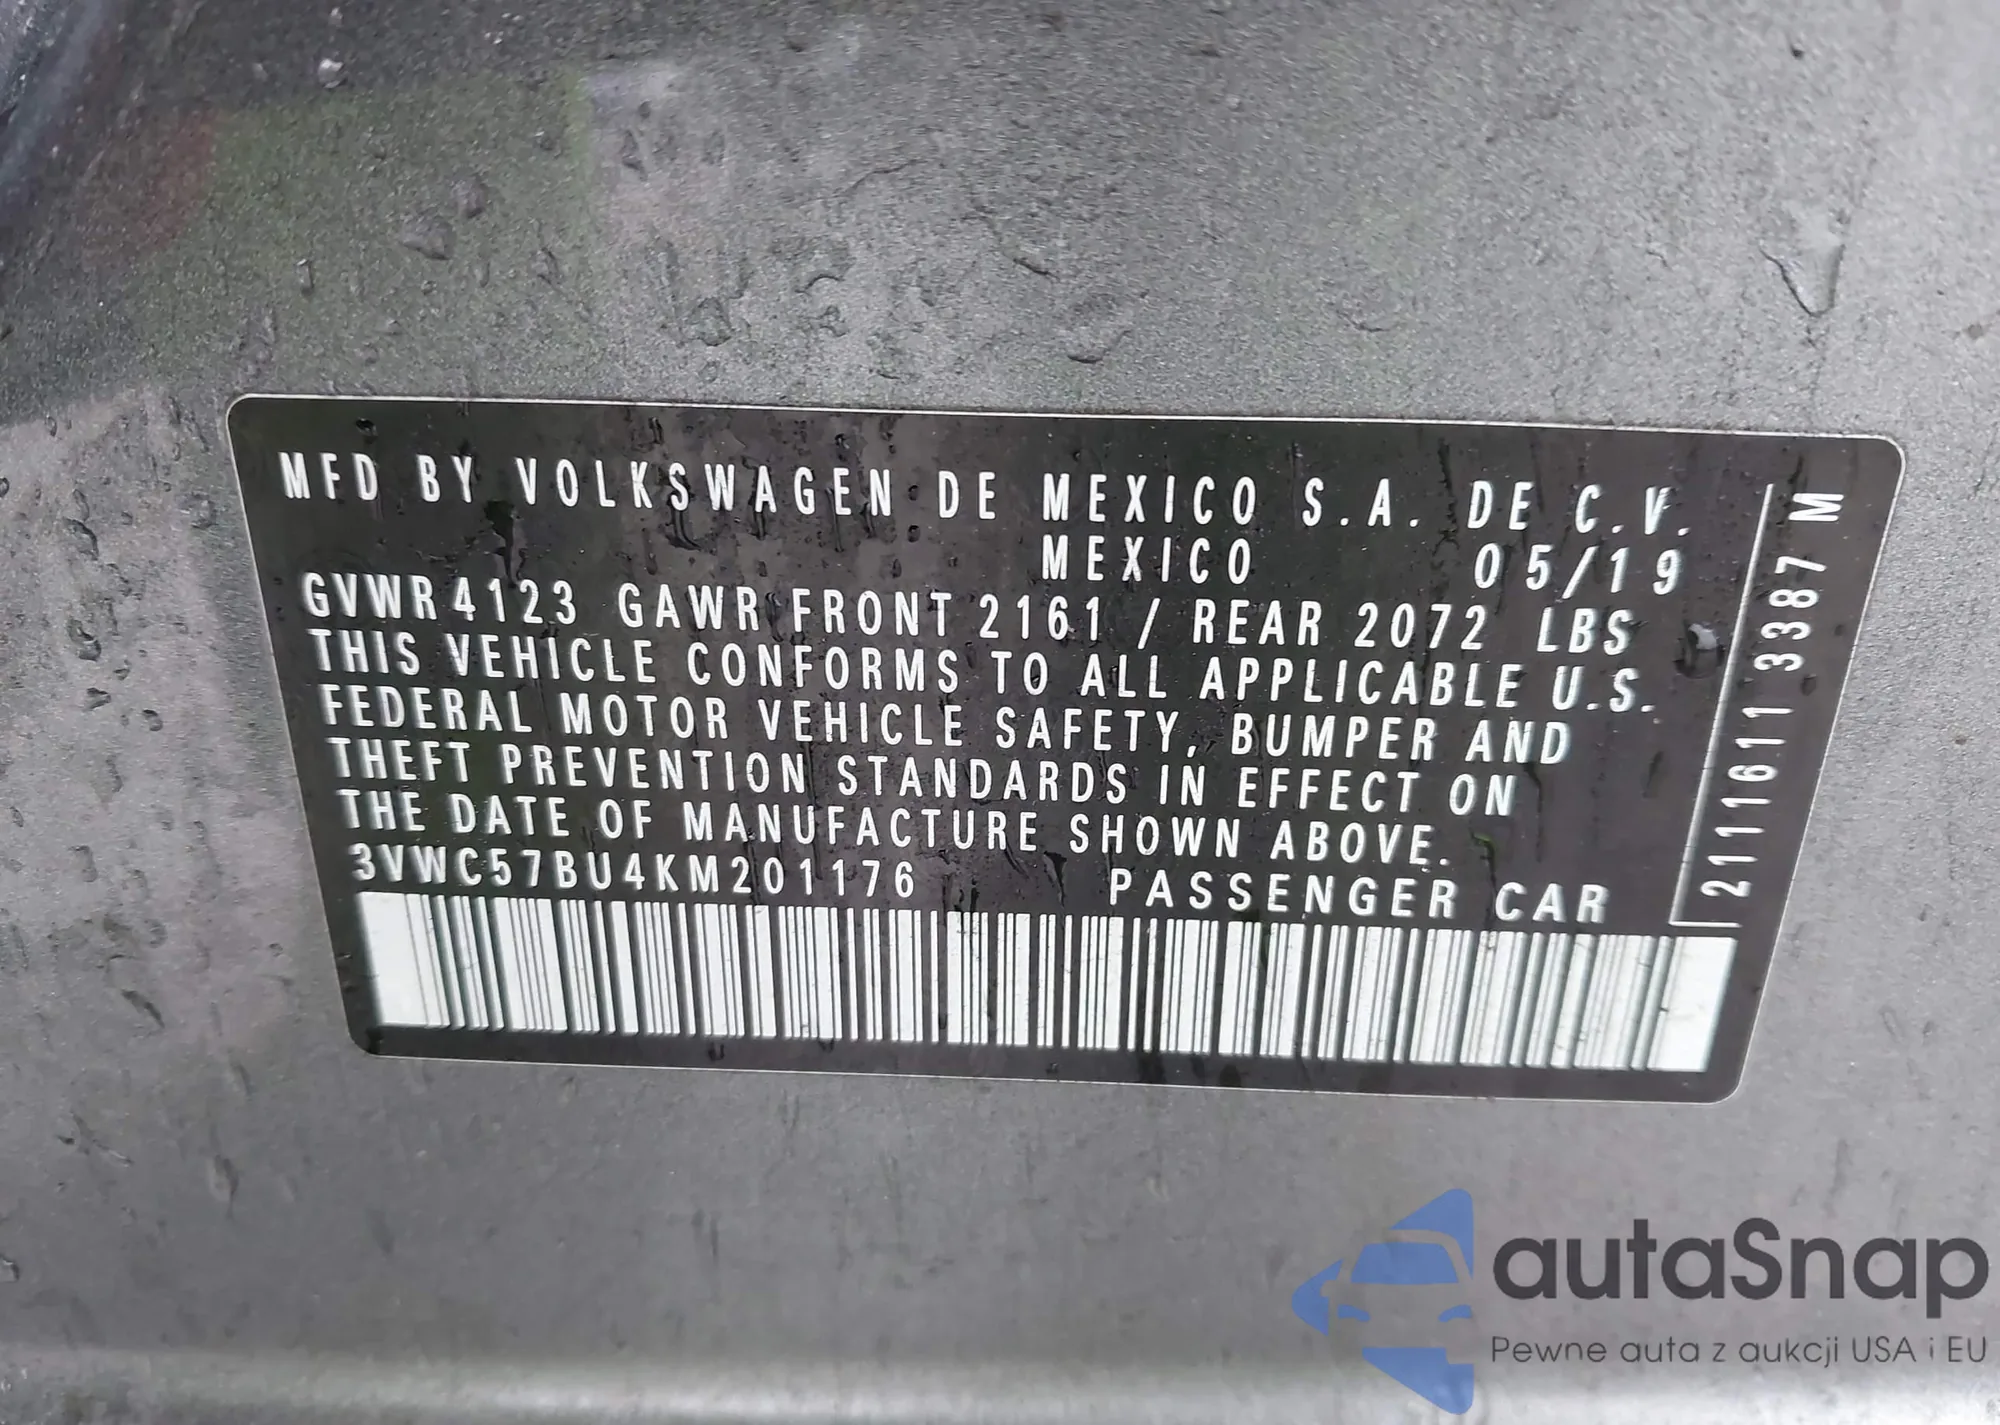 MFD BY VOLKSWAGEN DE MEXICO S.A. DE C.V.
MEXICO 05/19
GVWR 4123 GAWR FRONT 2161 / REAR 2072 LBS
THIS VEHICLE CONFORMS TO ALL APPLICABLE U.S.
FEDERAL MOTOR VEHICLE SAFETY, BUMPER AND
THEFT PREVENTION STANDARDS IN EFFECT ON
THE DATE OF MANUFACTURE SHOWN ABOVE.
3VWC57BU4KM201176 PASSENGER CAR
211 611 3387 M
autaSnap
Pewne auta z aukcji USA i EU